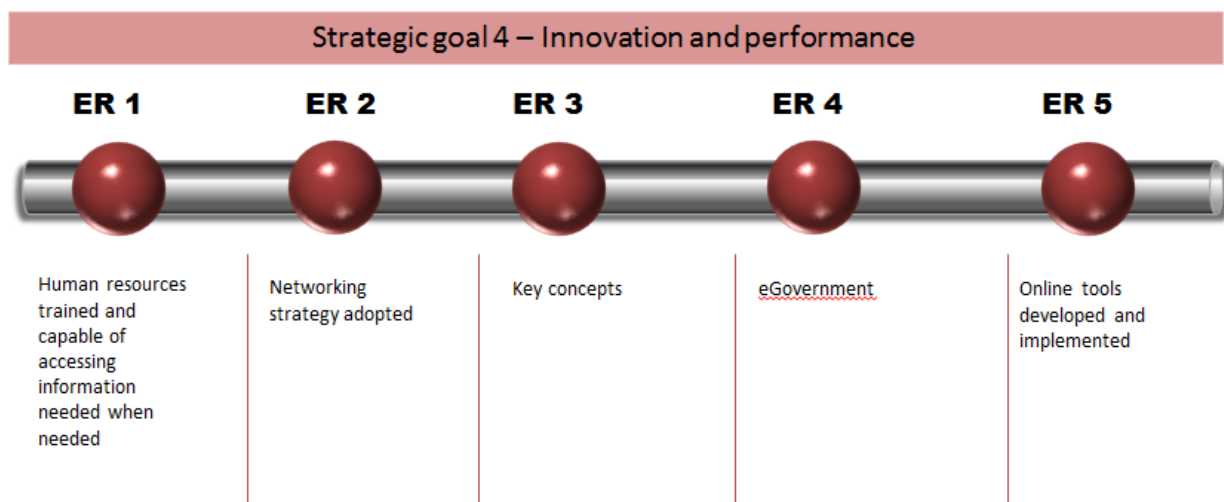 Strategic goal 4 – Innovation and performance
ER 1
ER 2
ER 3
ER 4
ER 5
Human resources
trained and
capable of
accessing
information
needed when
needed
Networking
strategy adopted
Key concepts
eGovernment
Online tools
developed and
implemented